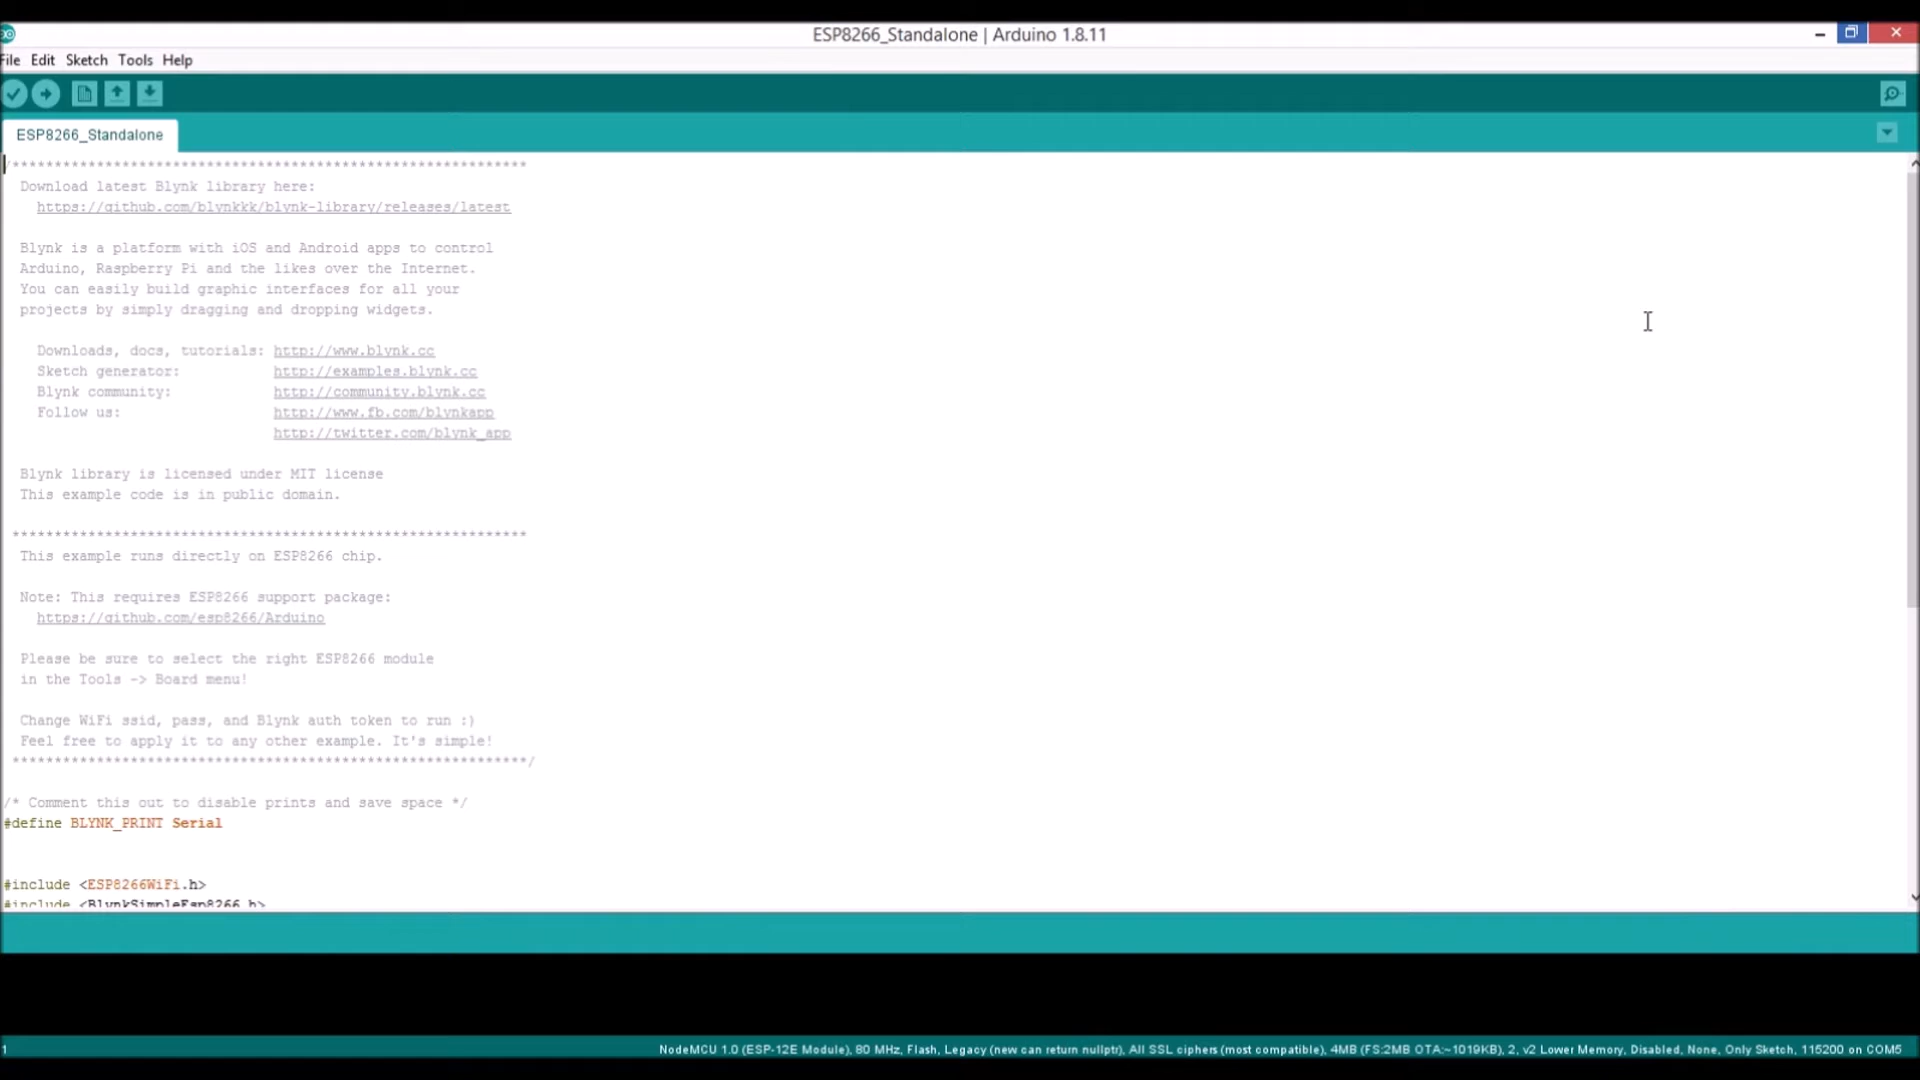 ESP8266_Standalone | Arduino 1.8.11
File Edit Sketch Tools Help
ESP8266_Standalone
/*************************************************************
Download latest Blynk library here:
https://github.com/blynkkk/blynk-library/releases/latest
Blynk is a platform with iOS and Android apps to control
Arduino, Raspberry Pi and the likes over the Internet.
You can easily build graphic interfaces for all your
projects by simply dragging and dropping widgets.
Downloads, docs, tutorials: http://www.blynk.cc
Sketch generator: http://examples.blynk.cc
Blynk community: http://community.blynk.cc
Follow us: http://www.fb.com/blynkapp
http://twitter.com/blynk_app
Blynk library is licensed under MIT license
This example code is in public domain.
*************************************************************
This example runs directly on ESP8266 chip.
Note: This requires ESP8266 support package:
https://github.com/esp8266/Arduino
Please be sure to select the right ESP8266 module
in the Tools -> Board menu!
Change WiFi ssid, pass, and Blynk auth token to run :)
Feel free to apply it to any other example. It's simple!
*************************************************************/
/* Comment this out to disable prints and save space */
#define BLYNK_PRINT Serial
#include <ESP8266WiFi.h>
#include <BlynkSimpleEsp8266.h>
1 NodeMCU 1.0 (ESP-12E Module), 80 MHz, Flash, Legacy (new can return nullptr), All SSL ciphers (most compatible), 4MB (FS:2MB OTA:~1019KB), 2, v2 Lower Memory, Disabled, None, Only Sketch, 115200 on COM5